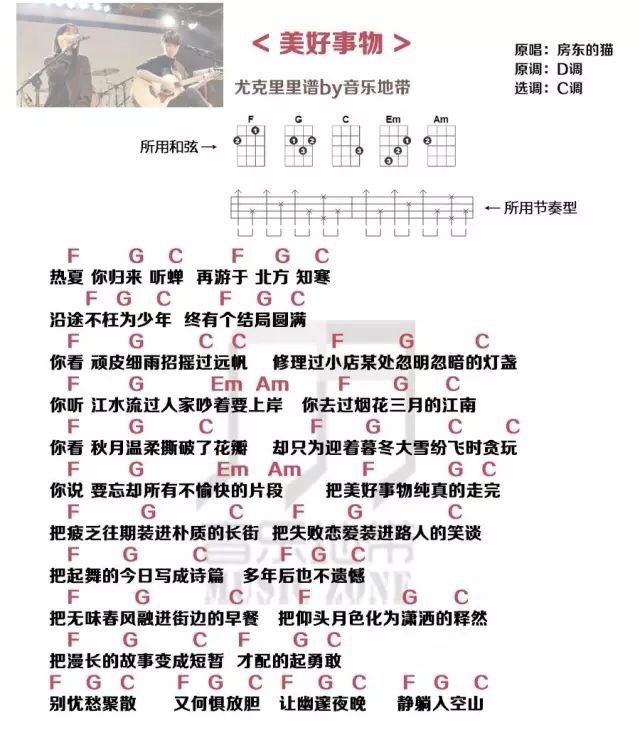 < 美好事物 >
原唱：房东的猫
原调：D调
选调：C调
尤克里里谱by音乐地带
F G C Em Am
所用和弦→
←所用节奏型
F G C F G C
热夏 你归来 听蝉 再游于 北方 知寒
F G C F G C
沿途不枉为少年 终有个结局圆满
F G C C F G C
你看 顽皮细雨招摇过远帆 修理过小店某处忽明忽暗的灯盏
F G Em Am F G C
你听 江水流过人家吵着要上岸 你去过烟花三月的江南
F G C F G C C
你看 秋月温柔撕破了花瓣 却只为迎着暮冬大雪纷飞时贪玩
F G Em Am F G C
你说 要忘却所有不愉快的片段 把美好事物纯真的走完
F G C F G C
把疲乏往期装进朴质的长街 把失败恋爱装进路人的笑谈
F G C F G C
把起舞的今日写成诗篇 多年后也不遗憾
F G C F G C
把无味春风融进街边的早餐 把仰头月色化为潇洒的释然
F G C F G C
把漫长的故事变成短暂 才配的起勇敢
F G C F G C F G C F G C
别忧愁聚散 又何惧放胆 让幽邃夜晚 静躺入空山
音乐地带
MUSIC ZONE